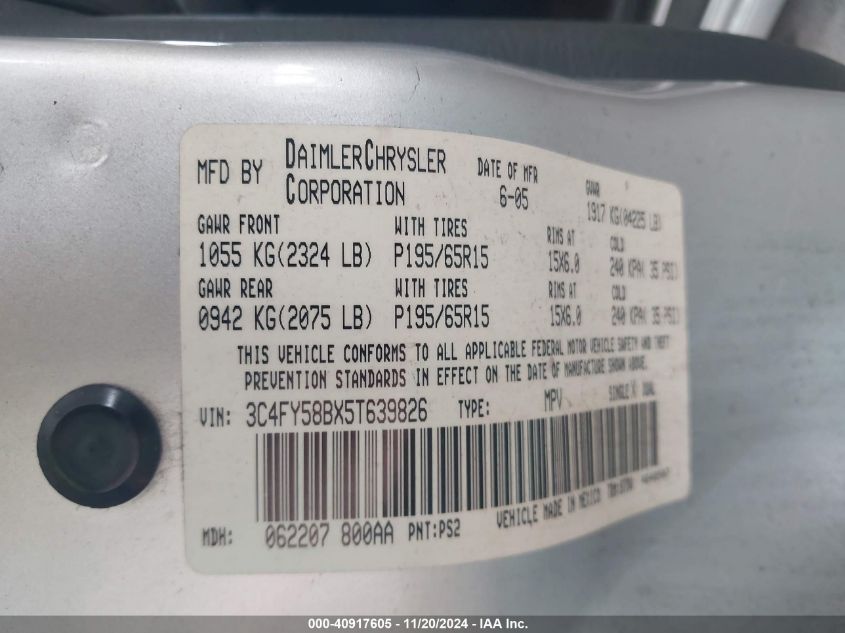 MFD BY DAIMLERCHRYSLER CORPORATION
DATE OF MFR 6-05
GVWR 1917 KG(04225 LB)
GAWR FRONT WITH TIRES RIMS AT COLD
1055 KG(2324 LB) P195/65R15 15X6.0 240 KPA( 35 PSI)
GAWR REAR WITH TIRES RIMS AT COLD
0942 KG(2075 LB) P195/65R15 15X6.0 240 KPA( 35 PSI)
THIS VEHICLE CONFORMS TO ALL APPLICABLE FEDERAL MOTOR VEHICLE SAFETY AND THEFT
PREVENTION STANDARDS IN EFFECT ON THE DATE OF MANUFACTURE SHOWN ABOVE.
VIN: 3C4FY58BX5T639826 TYPE: MPV SINGLE X DUAL
MDH: 062207 800AA PNT:PS2 VEHICLE MADE IN MEXICO
000-40917605 - 11/20/2024 - IAA Inc.